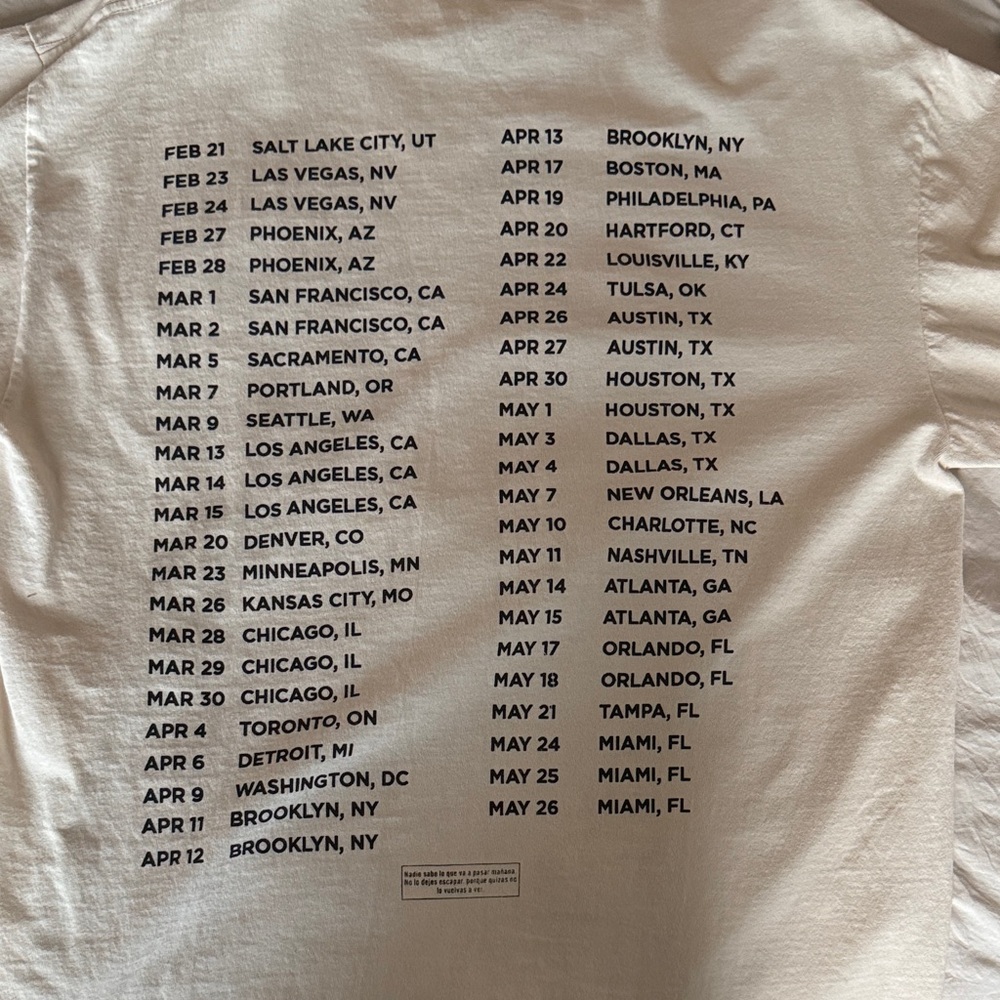 FEB 21 SALT LAKE CITY, UT
FEB 23 LAS VEGAS, NV
FEB 24 LAS VEGAS, NV
FEB 27 PHOENIX, AZ
FEB 28 PHOENIX, AZ
MAR 1 SAN FRANCISCO, CA
MAR 2 SAN FRANCISCO, CA
MAR 5 SACRAMENTO, CA
MAR 7 PORTLAND, OR
MAR 9 SEATTLE, WA
MAR 13 LOS ANGELES, CA
MAR 14 LOS ANGELES, CA
MAR 15 LOS ANGELES, CA
MAR 20 DENVER, CO
MAR 23 MINNEAPOLIS, MN
MAR 26 KANSAS CITY, MO
MAR 28 CHICAGO, IL
MAR 29 CHICAGO, IL
MAR 30 CHICAGO, IL
APR 4 TORONTO, ON
APR 6 DETROIT, MI
APR 9 WASHINGTON, DC
APR 11 BROOKLYN, NY
APR 12 BROOKLYN, NY
APR 13 BROOKLYN, NY
APR 17 BOSTON, MA
APR 19 PHILADELPHIA, PA
APR 20 HARTFORD, CT
APR 22 LOUISVILLE, KY
APR 24 TULSA, OK
APR 26 AUSTIN, TX
APR 27 AUSTIN, TX
APR 30 HOUSTON, TX
MAY 1 HOUSTON, TX
MAY 3 DALLAS, TX
MAY 4 DALLAS, TX
MAY 7 NEW ORLEANS, LA
MAY 10 CHARLOTTE, NC
MAY 11 NASHVILLE, TN
MAY 14 ATLANTA, GA
MAY 15 ATLANTA, GA
MAY 17 ORLANDO, FL
MAY 18 ORLANDO, FL
MAY 21 TAMPA, FL
MAY 24 MIAMI, FL
MAY 25 MIAMI, FL
MAY 26 MIAMI, FL
Nadie sabe lo que va a pasar mañana.
No lo dejes escapar, porque quizes no
lo vuelvas a ver.